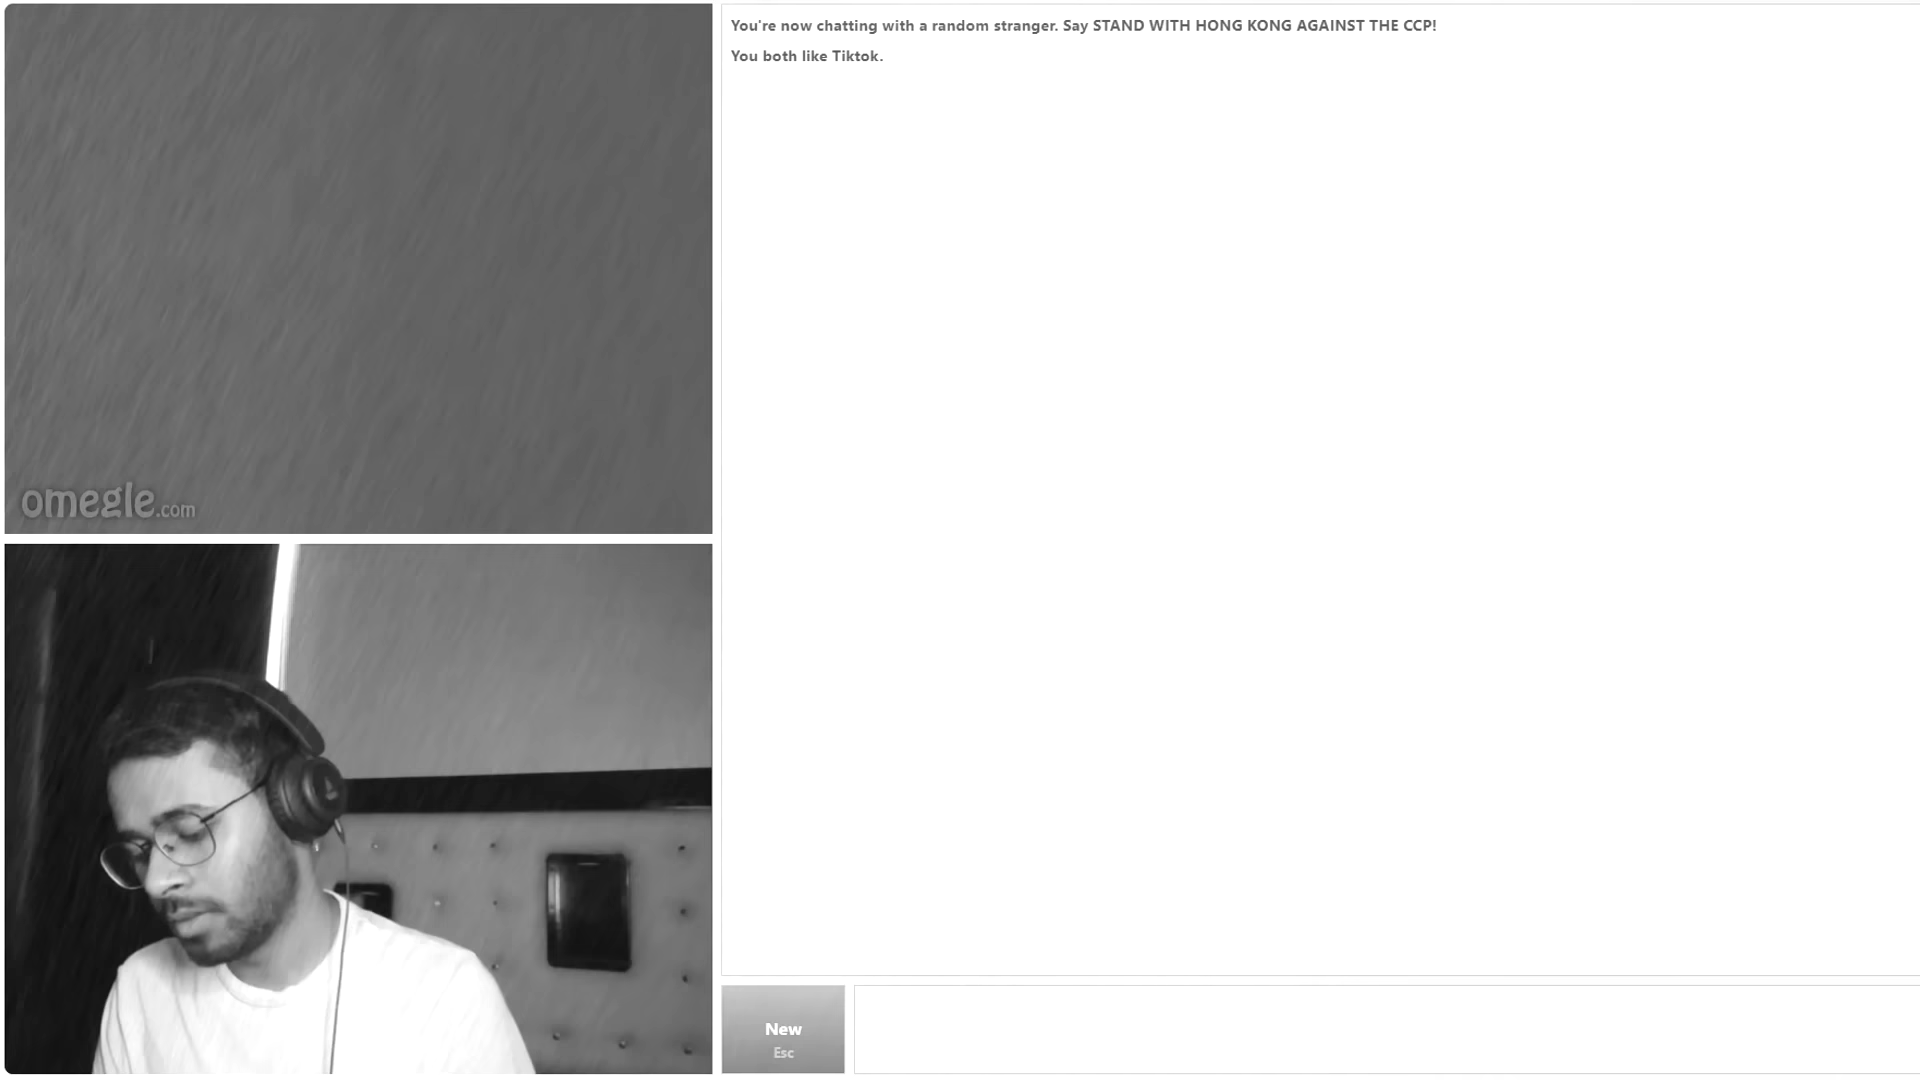 You're now chatting with a random stranger. Say STAND WITH HONG KONG AGAINST THE CCP!
You both like Tiktok.
omegle.com
New
Esc